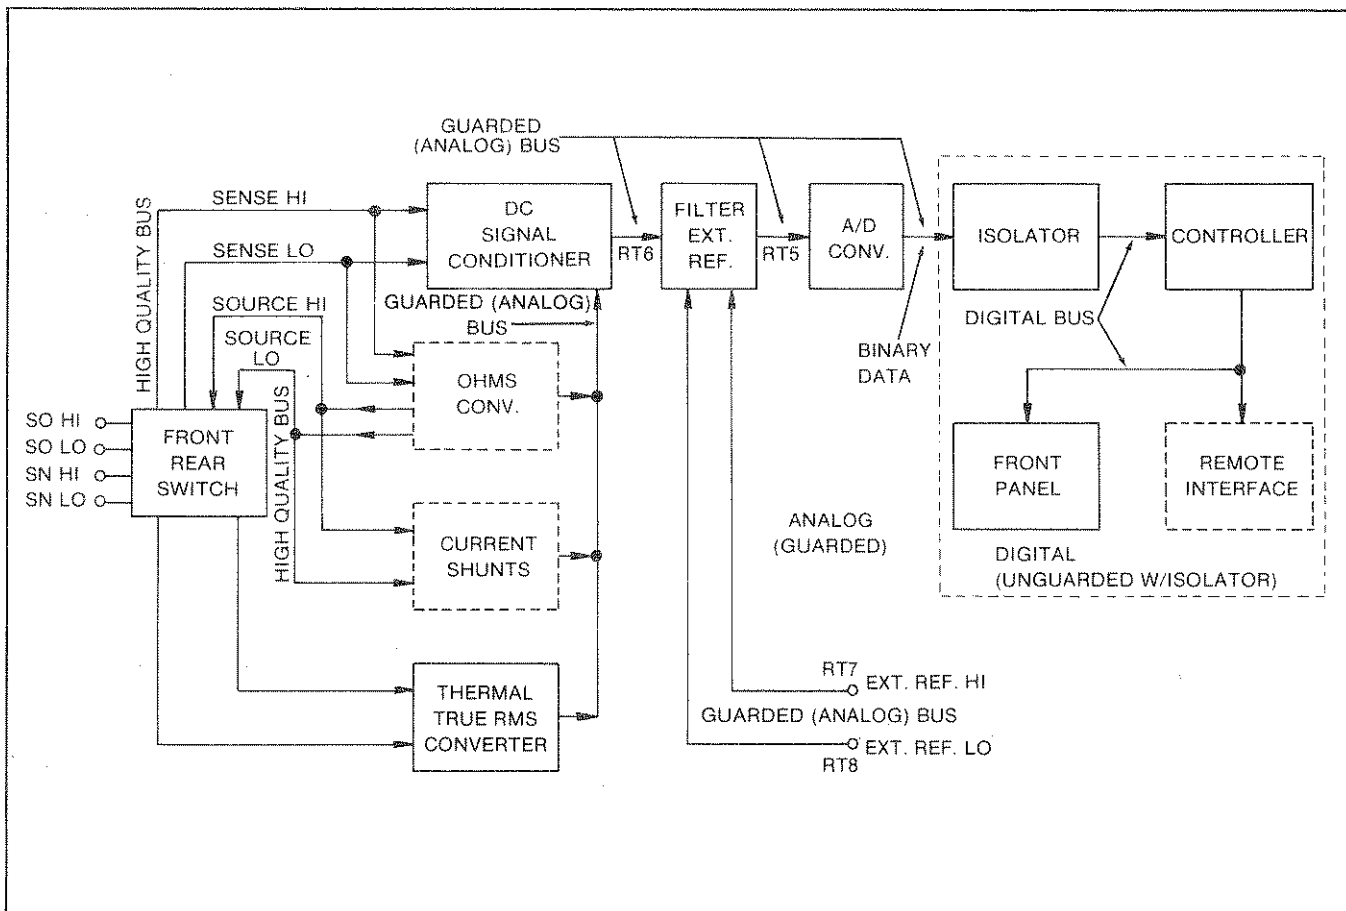 GUARDED
(ANALOG) BUS
HIGH QUALITY BUS
SENSE HI
DC
SIGNAL
CONDITIONER
RT6
FILTER
EXT.
REF.
RT5
A/D
CONV.
ISOLATOR
CONTROLLER
SENSE LO
SOURCE HI
SOURCE
LO
GUARDED (ANALOG)
BUS
DIGITAL BUS
BINARY
DATA
HIGH QUALITY BUS
OHMS
CONV.
SO HI
SO LO
SN HI
SN LO
FRONT
REAR
SWITCH
FRONT
PANEL
REMOTE
INTERFACE
CURRENT
SHUNTS
ANALOG
(GUARDED)
DIGITAL
(UNGUARDED W/ISOLATOR)
THERMAL
TRUE RMS
CONVERTER
RT7
EXT. REF. HI
GUARDED (ANALOG) BUS
EXT. REF. LO
RT8